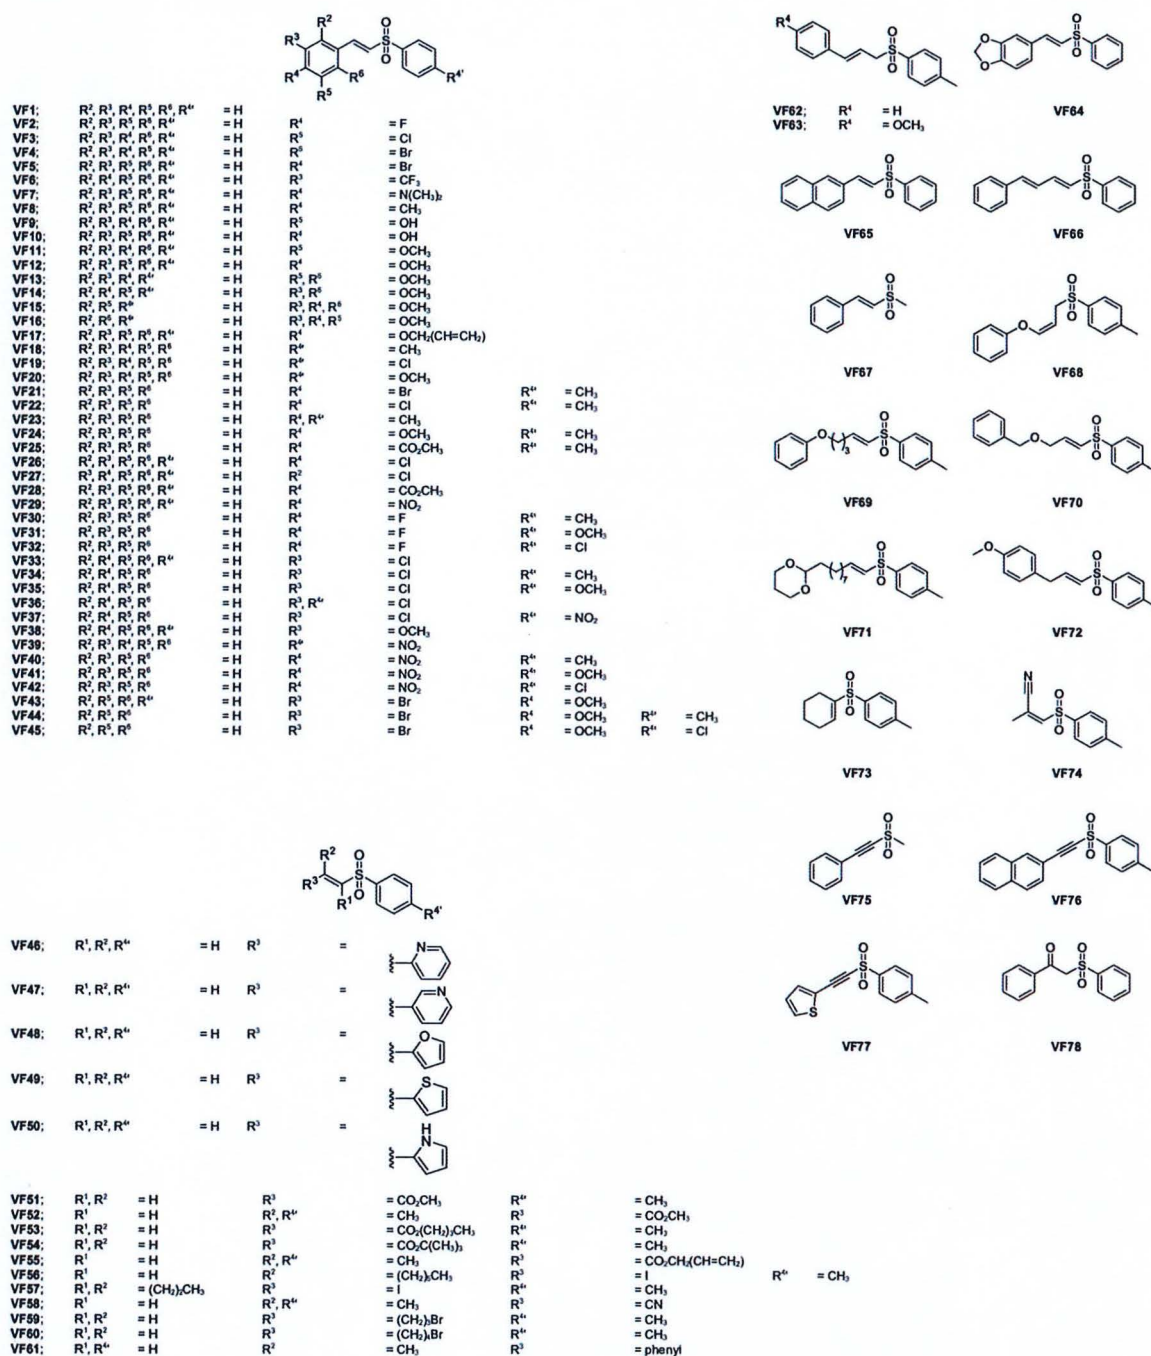 R² O
R³ S
R⁴ R⁶ O R⁴'
R⁵
VF1; R², R³, R⁴, R⁵, R⁶, R⁴' = H
VF2; R², R³, R⁵, R⁶, R⁴' = H R⁴ = F
VF3; R², R³, R⁴, R⁶, R⁴' = H R⁵ = Cl
VF4; R², R³, R⁴, R⁶, R⁴' = H R⁵ = Br
VF5; R², R³, R⁵, R⁶, R⁴' = H R⁴ = Br
VF6; R², R⁴, R⁵, R⁶, R⁴' = H R³ = CF₃
VF7; R², R³, R⁵, R⁶, R⁴' = H R⁴ = N(CH₃)₂
VF8; R², R³, R⁵, R⁶, R⁴' = H R⁴ = CH₃
VF9; R², R³, R⁴, R⁶, R⁴' = H R⁵ = OH
VF10; R², R³, R⁵, R⁶, R⁴' = H R⁴ = OH
VF11; R², R³, R⁴, R⁶, R⁴' = H R⁵ = OCH₃
VF12; R², R³, R⁵, R⁶, R⁴' = H R⁴ = OCH₃
VF13; R², R³, R⁴, R⁴' = H R⁵, R⁶ = OCH₃
VF14; R², R⁴, R⁵, R⁴' = H R³, R⁶ = OCH₃
VF15; R², R⁵, R⁴' = H R³, R⁴, R⁶ = OCH₃
VF16; R², R⁶, R⁴' = H R³, R⁴, R⁵ = OCH₃
VF17; R², R³, R⁵, R⁶, R⁴' = H R⁴ = OCH₂(CH=CH₂)
VF18; R², R³, R⁴, R⁵, R⁶ = H R⁴' = CH₃
VF19; R², R³, R⁴, R⁵, R⁶ = H R⁴' = Cl
VF20; R², R³, R⁴, R⁵, R⁶ = H R⁴' = OCH₃
VF21; R², R³, R⁵, R⁶ = H R⁴ = Br R⁴' = CH₃
VF22; R², R³, R⁵, R⁶ = H R⁴ = Cl R⁴' = CH₃
VF23; R², R³, R⁵, R⁶ = H R⁴, R⁴' = CH₃
VF24; R², R³, R⁵, R⁶ = H R⁴ = OCH₃ R⁴' = CH₃
VF25; R², R³, R⁵, R⁶ = H R⁴ = CO₂CH₃ R⁴' = CH₃
VF26; R², R³, R⁵, R⁶, R⁴' = H R⁴ = Cl
VF27; R³, R⁴, R⁵, R⁶, R⁴' = H R² = Cl
VF28; R², R³, R⁵, R⁶, R⁴' = H R⁴ = CO₂CH₃
VF29; R², R³, R⁵, R⁶, R⁴' = H R⁴ = NO₂
VF30; R², R³, R⁵, R⁶ = H R⁴ = F R⁴' = CH₃
VF31; R², R³, R⁵, R⁶ = H R⁴ = F R⁴' = OCH₃
VF32; R², R³, R⁵, R⁶ = H R⁴ = F R⁴' = Cl
VF33; R², R⁴, R⁵, R⁶, R⁴' = H R³ = Cl
VF34; R², R⁴, R⁵, R⁶ = H R³ = Cl R⁴' = CH₃
VF35; R², R⁴, R⁵, R⁶ = H R³ = Cl R⁴' = OCH₃
VF36; R², R⁴, R⁵, R⁶ = H R³, R⁴' = Cl
VF37; R², R⁴, R⁵, R⁶ = H R³ = Cl R⁴' = NO₂
VF38; R², R⁴, R⁵, R⁶, R⁴' = H R³ = OCH₃
VF39; R², R³, R⁴, R⁵, R⁶ = H R⁴' = NO₂
VF40; R², R³, R⁵, R⁶ = H R⁴ = NO₂ R⁴' = CH₃
VF41; R², R³, R⁵, R⁶ = H R⁴ = NO₂ R⁴' = OCH₃
VF42; R², R³, R⁵, R⁶ = H R⁴ = NO₂ R⁴' = Cl
VF43; R², R⁵, R⁶, R⁴' = H R³ = Br R⁴ = OCH₃
VF44; R², R⁵, R⁶ = H R³ = Br R⁴ = OCH₃ R⁴' = CH₃
VF45; R², R⁵, R⁶ = H R³ = Br R⁴ = OCH₃ R⁴' = Cl
R² O
R³ S
R¹ O R⁴'
VF46; R¹, R², R⁴' = H R³ = N
VF47; R¹, R², R⁴' = H R³ = N
VF48; R¹, R², R⁴' = H R³ = O
VF49; R¹, R², R⁴' = H R³ = S
VF50; R¹, R², R⁴' = H R³ = H N
VF51; R¹, R² = H R³ = CO₂CH₃ R⁴' = CH₃
VF52; R¹ = H R², R⁴' = CH₃ R³ = CO₂CH₃
VF53; R¹, R² = H R³ = CO₂(CH₂)₃CH₃ R⁴' = CH₃
VF54; R¹, R² = H R³ = CO₂C(CH₃)₃ R⁴' = CH₃
VF55; R¹ = H R², R⁴' = CH₃ R³ = CO₂CH₂(CH=CH₂)
VF56; R¹ = H R² = (CH₂)₅CH₃ R³ = I R⁴' = CH₃
VF57; R¹, R² = (CH₂)₂CH₃ R³ = I R⁴' = CH₃
VF58; R¹ = H R², R⁴' = CH₃ R³ = CN
VF59; R¹, R² = H R³ = (CH₂)₃Br R⁴' = CH₃
VF60; R¹, R² = H R³ = (CH₂)₄Br R⁴' = CH₃
VF61; R¹, R⁴' = H R² = CH₃ R³ = phenyl
R⁴ O S O
O O O S O
VF62; R⁴ = H
VF63; R⁴ = OCH₃
VF64
O S O
O S O
VF65 VF66
O S O
O O S O
VF67 VF68
O 3 O S O
O O S O
VF69 VF70
O O 7 O S O
O O S O
VF71 VF72
O S O
N O S O
VF73 VF74
O S O
O S O
VF75 VF76
S O S O
O O S O
VF77 VF78